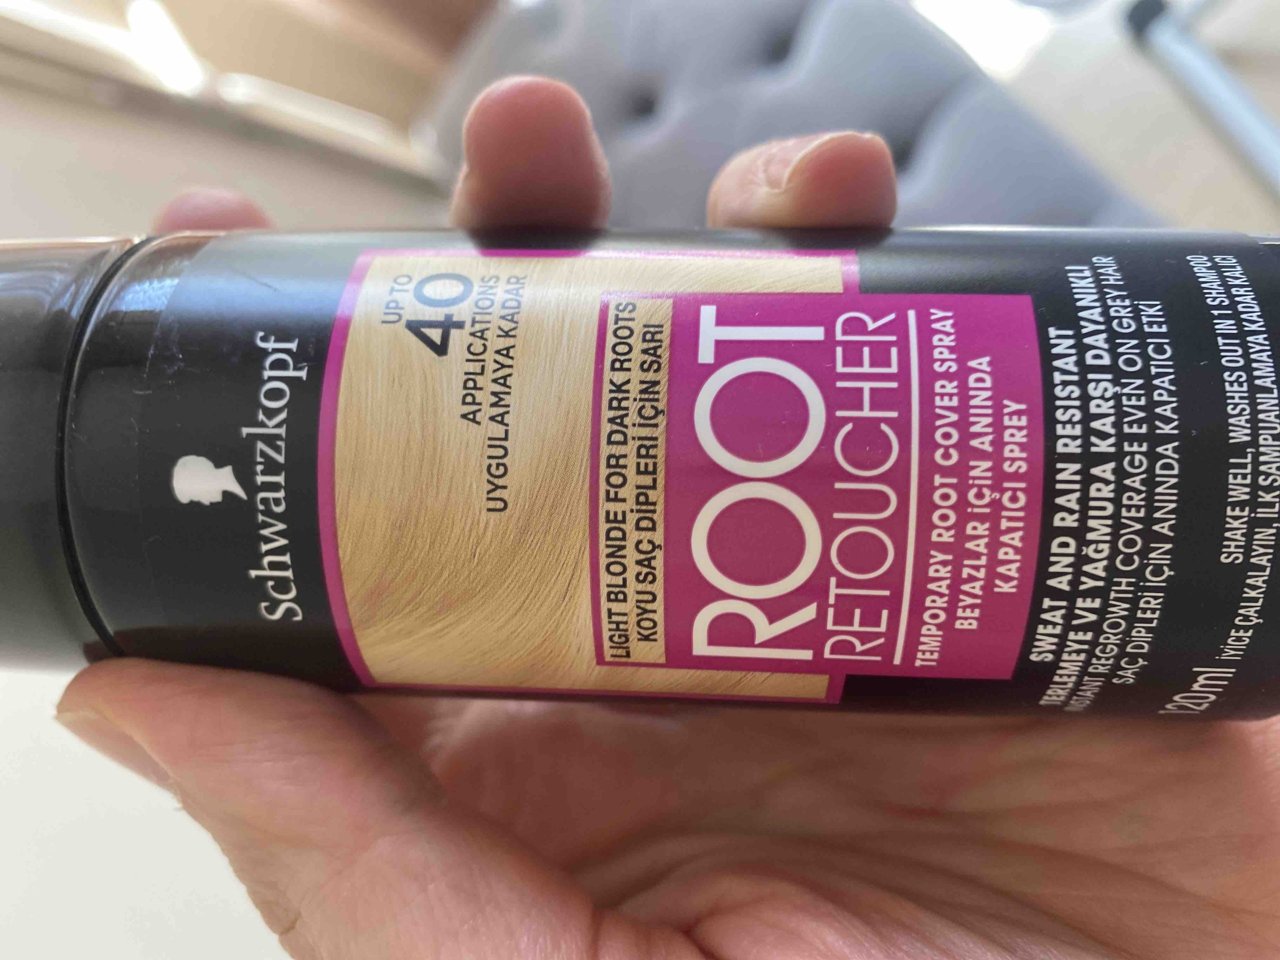 Schwarzkopf
UP TO
40
APPLICATIONS
UYGULAMAYA KADAR
LIGHT BLONDE FOR DARK ROOTS
KOYU SAÇ DİPLERİ İÇİN SARI
ROOT
RETOUCHER
TEMPORARY ROOT COVER SPRAY
BEYAZLAR İÇİN ANINDA
KAPATICI SPREY
SWEAT AND RAIN RESISTANT
TERLEMEYE VE YAĞMURA KARŞI DAYANIKLI
INSTANT REGROWTH COVERAGE EVEN ON GREY HAIR
SAÇ DİPLERİ İÇİN ANINDA KAPATICI ETKİ
120ml
SHAKE WELL, WASHES OUT IN 1 SHAMPOO
İYİCE ÇALKALAYIN. İLK ŞAMPUANLAMAYA KADAR KALICI